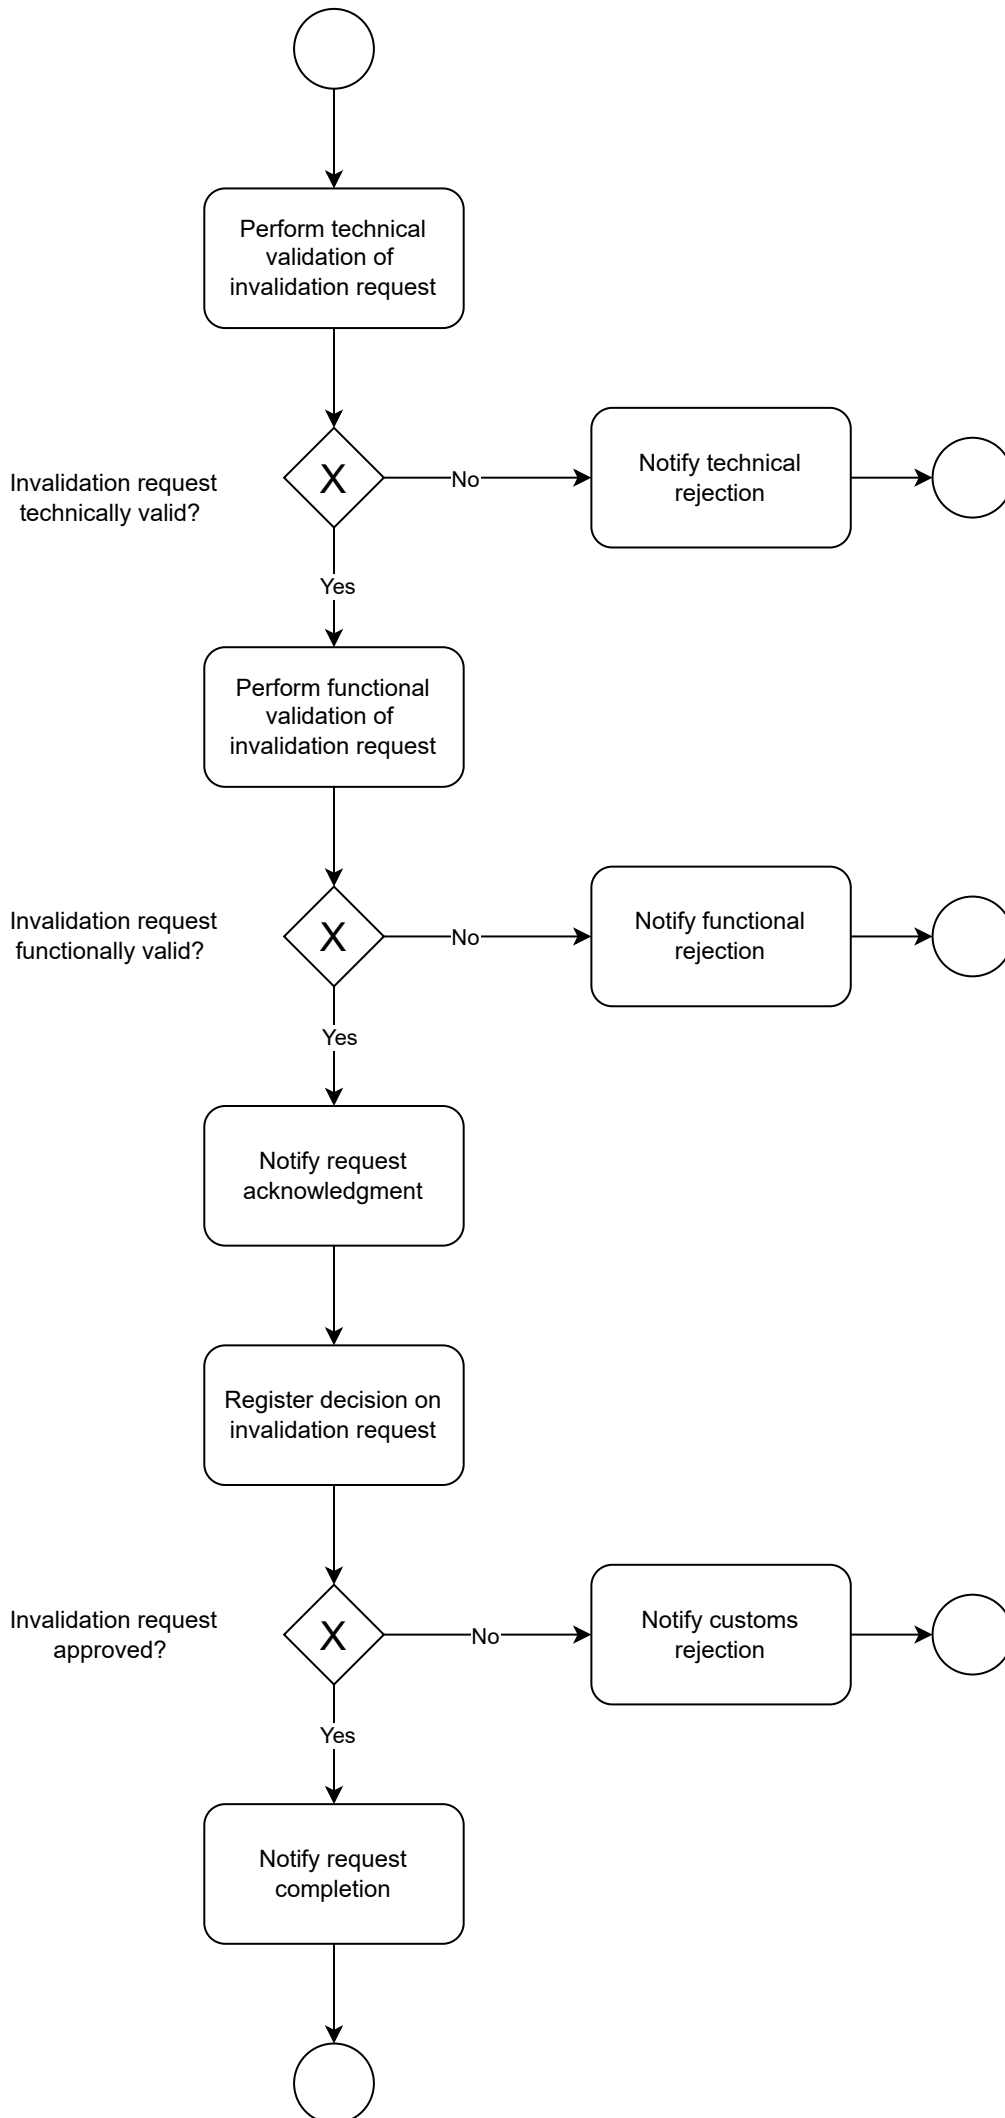 Perform technical
validation of
invalidation request
Invalidation request
technically valid?
X
No
Notify technical
rejection
Yes
Perform functional
validation of
invalidation request
Invalidation request
functionally valid?
X
No
Notify functional
rejection
Yes
Notify request
acknowledgment
Register decision on
invalidation request
Invalidation request
approved?
X
No
Notify customs
rejection
Yes
Notify request
completion